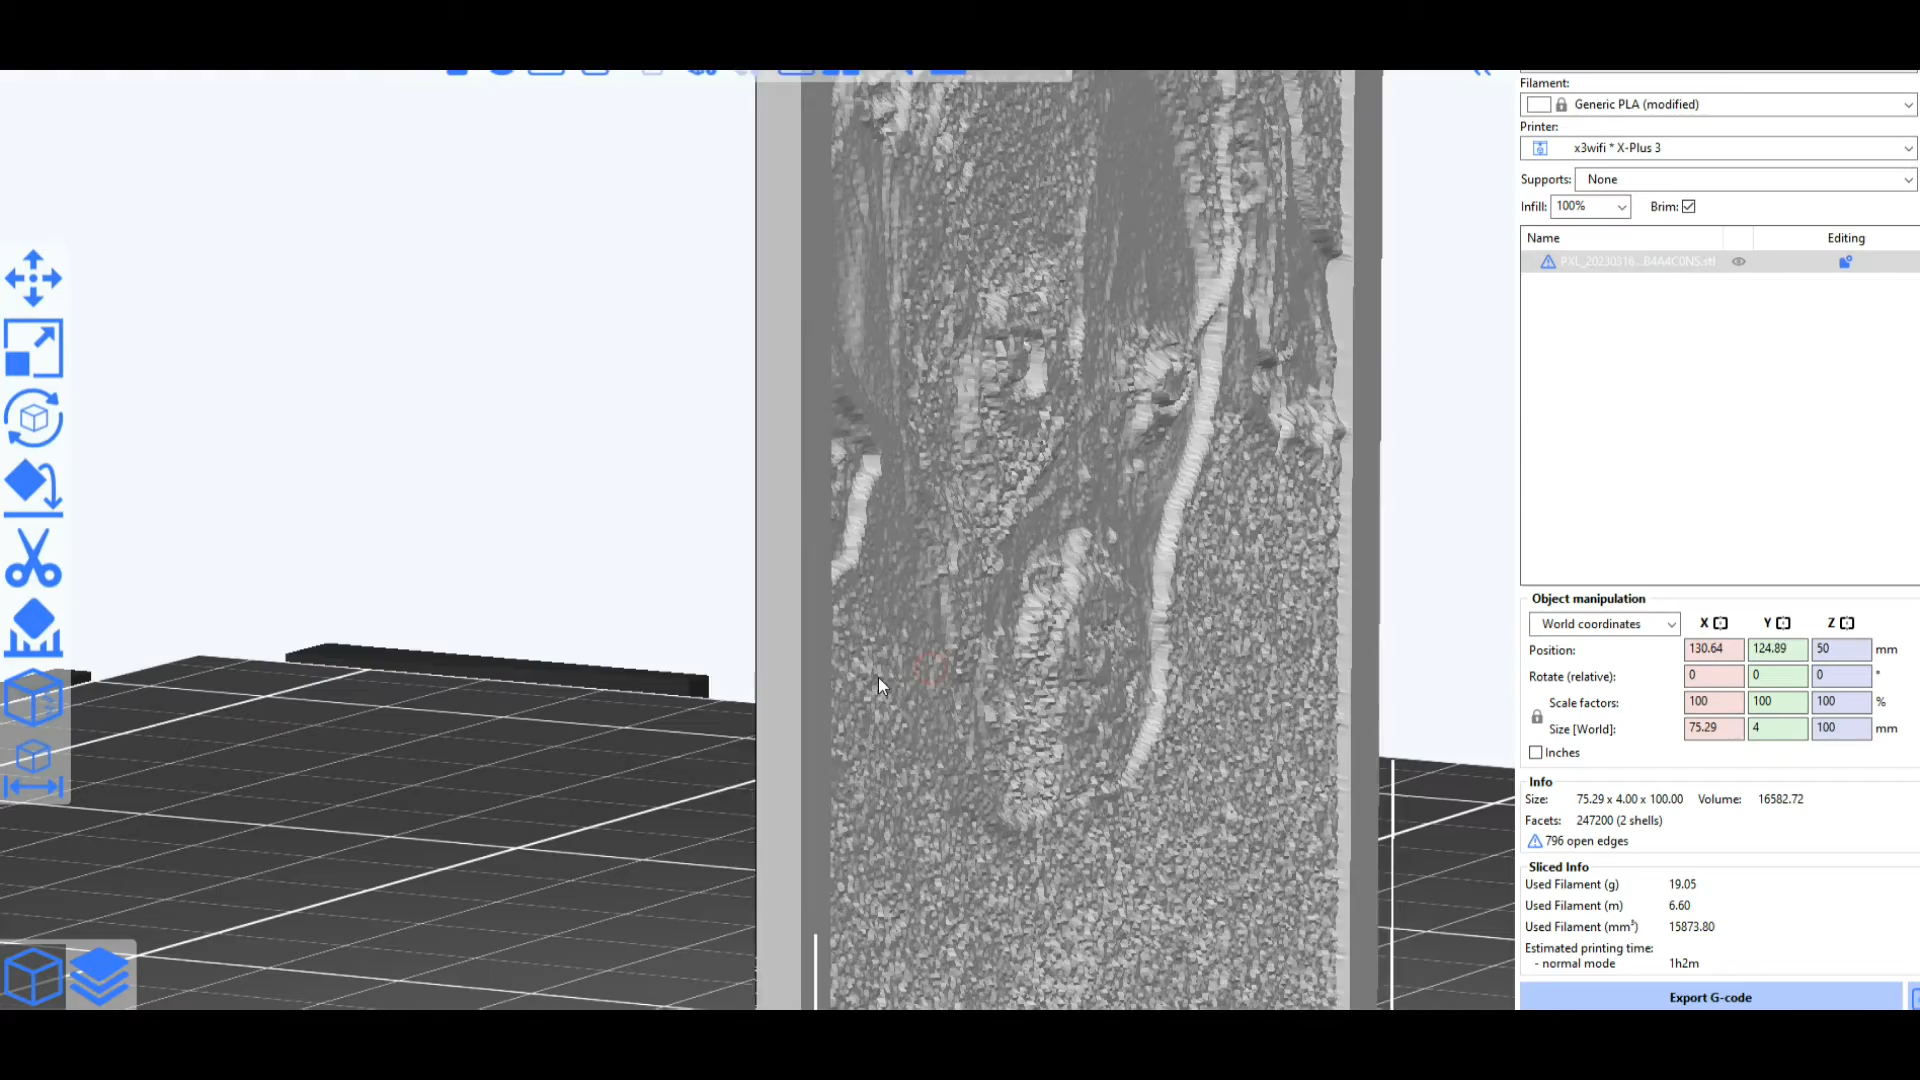 Filament:
Generic PLA (modified)
Printer:
x3wifi * X-Plus 3
Supports: None
Infill: 100% Brim:
Name Editing
PXL_20230316...B4A4C0NS.stl
Object manipulation
World coordinates X Y Z
Position: 130.64 124.89 50 mm
Rotate (relative): 0 0 0 °
Scale factors: 100 100 100 %
Size [World]: 75.29 4 100 mm
Inches
Info
Size: 75.29 x 4.00 x 100.00 Volume: 16582.72
Facets: 247200 (2 shells)
796 open edges
Sliced Info
Used Filament (g) 19.05
Used Filament (m) 6.60
Used Filament (mm³) 15873.80
Estimated printing time:
- normal mode 1h2m
Export G-code